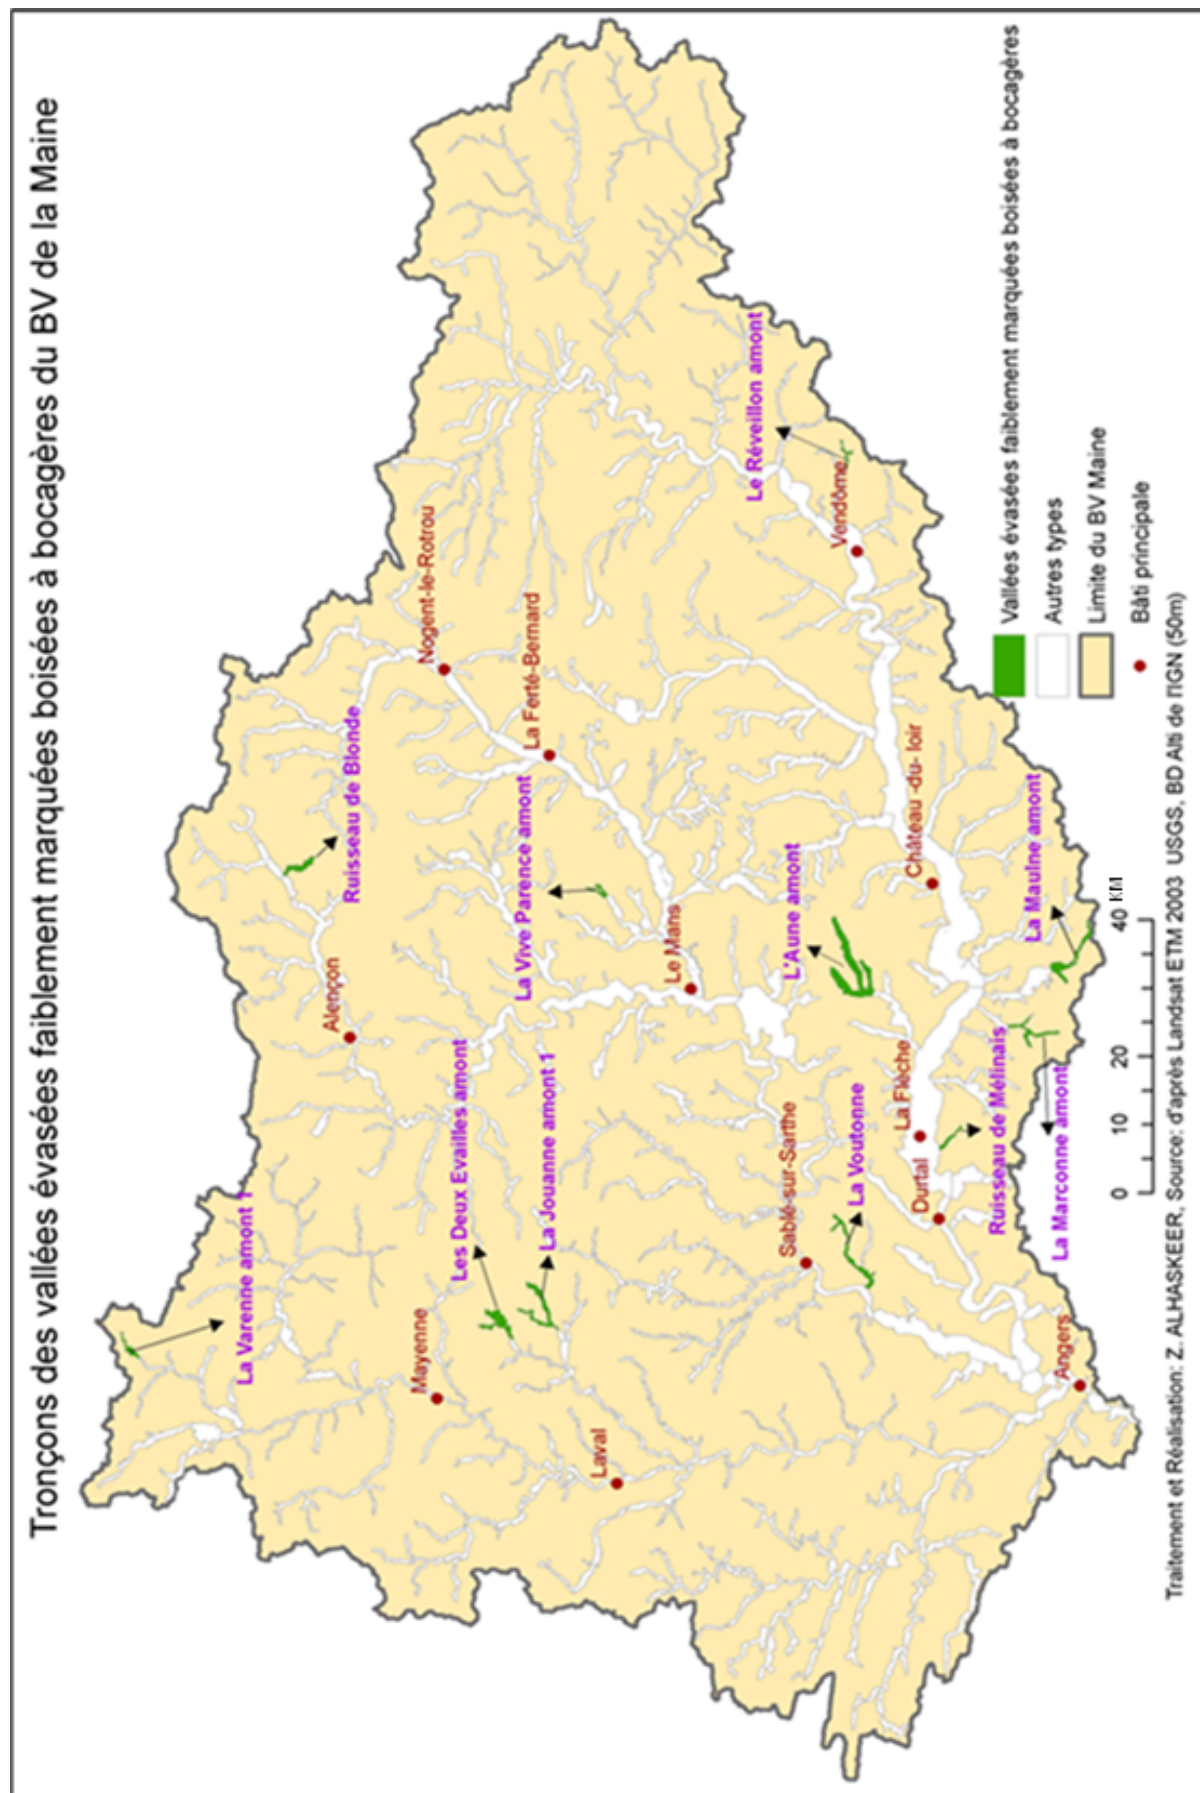 Tronçons des vallées évasées faiblement marquées boisées à bocagères du BV de la Maine
La Varenne amont 1
Alençon
Ruisseau de Blonde
Nogent-le-Rotrou
Mayenne
Les Deux Evailles amont
La Vive Parence amont
La Ferté-Bernard
La Jouanne amont 1
Laval
Le Mans
Le Réveillon amont
Sablé-sur-Sarthe
L'Aune amont
Vendôme
La Voutonne
La Flèche
Château -du- loir
Durtal
Ruisseau de Mélinais
La Maulne amont
La Marconne amont
Angers
Vallées évasées faiblement marquées boisées à bocagères
Autres types
Limite du BV Maine
Bâti principale
0 10 20 40 KM
Traitement et Réalisation: Z. ALHASKEER, Source: d'après Landsat ETM 2003 USGS, BD Alti de l'IGN (50m)